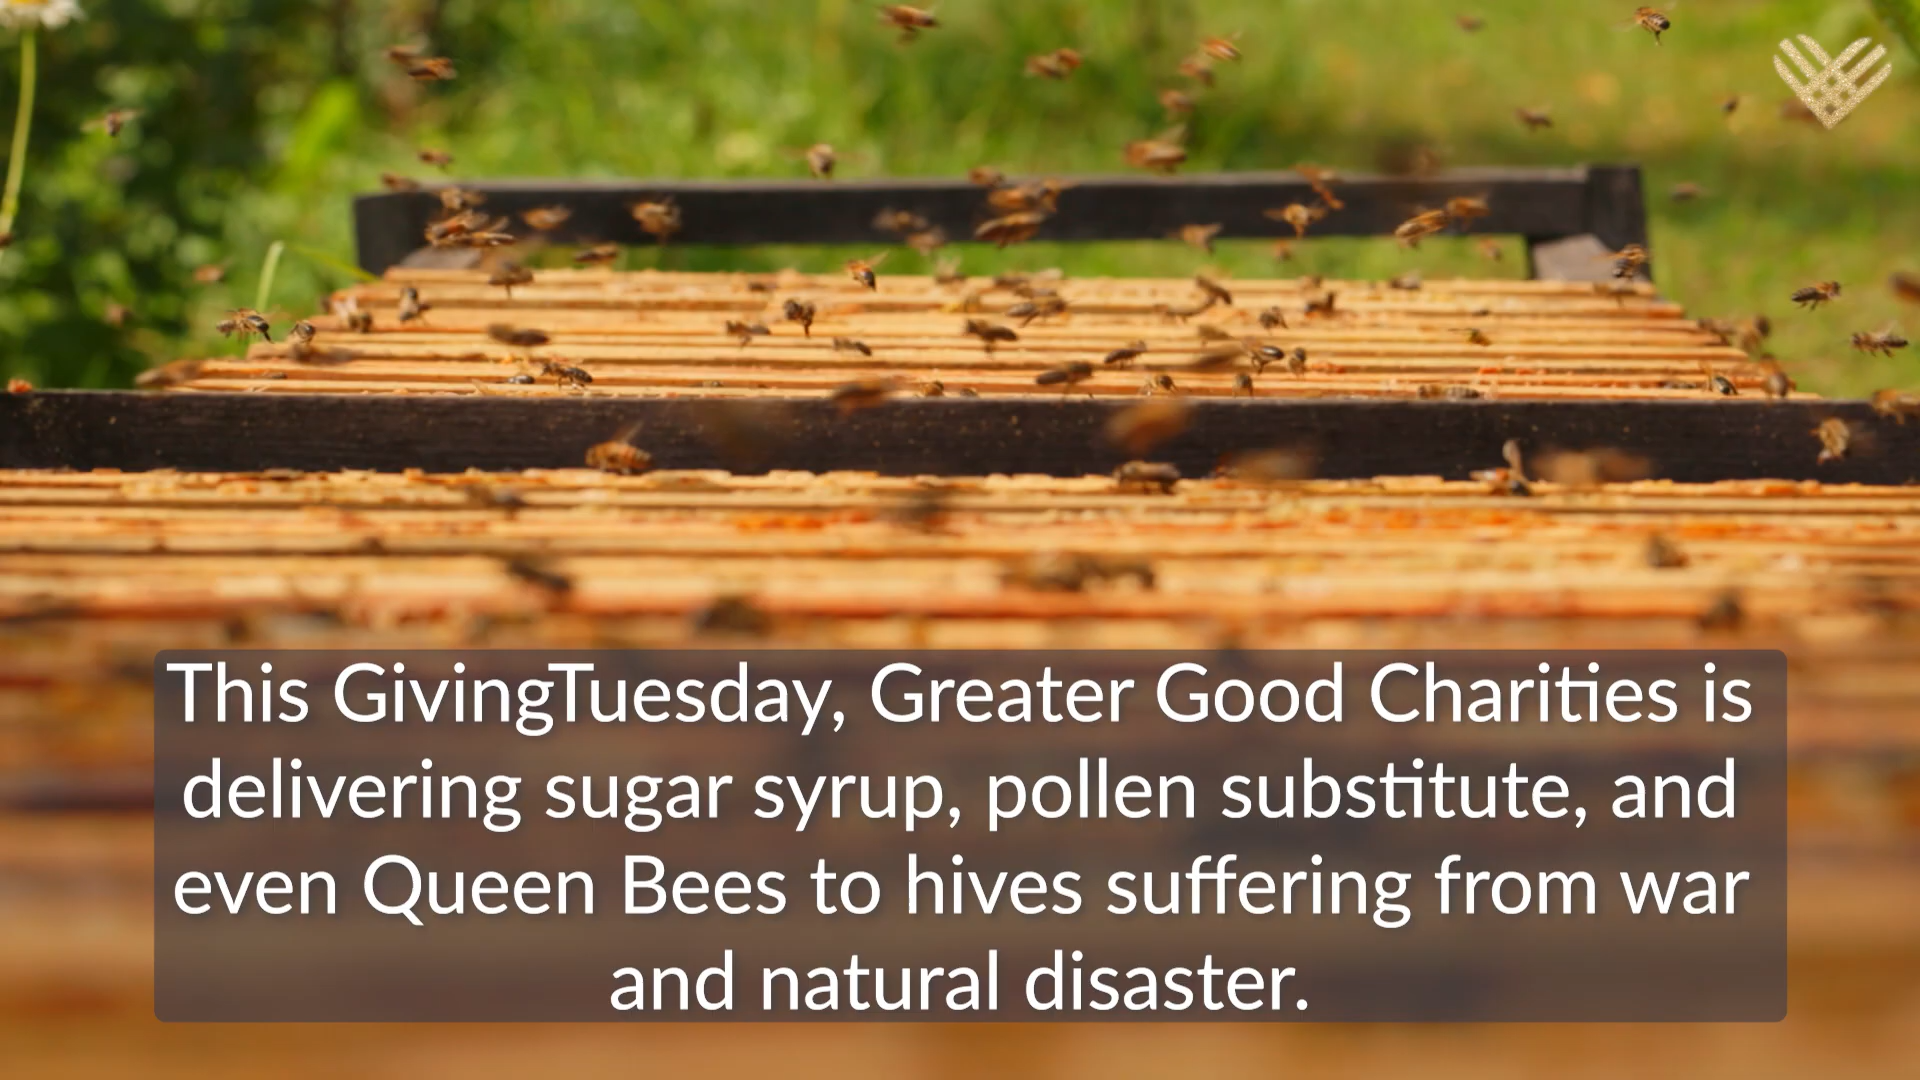 This GivingTuesday, Greater Good Charities is
delivering sugar syrup, pollen substitute, and
even Queen Bees to hives suffering from war
and natural disaster.